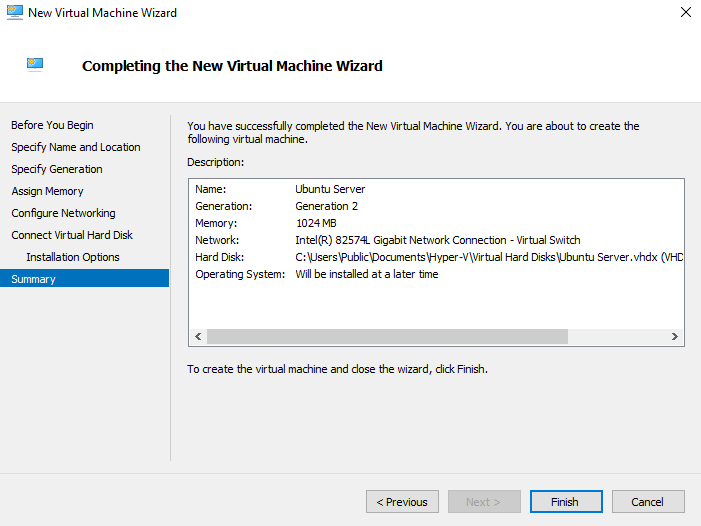 New Virtual Machine Wizard
Completing the New Virtual Machine Wizard
Before You Begin
Specify Name and Location
Specify Generation
Assign Memory
Configure Networking
Connect Virtual Hard Disk
Installation Options
Summary
You have successfully completed the New Virtual Machine Wizard. You are about to create the
following virtual machine.
Description:
Name: Ubuntu Server
Generation: Generation 2
Memory: 1024 MB
Network: Intel(R) 82574L Gigabit Network Connection - Virtual Switch
Hard Disk: C:\Users\Public\Documents\Hyper-V\Virtual Hard Disks\Ubuntu Server.vhdx (VHD
Operating System: Will be installed at a later time
To create the virtual machine and close the wizard, click Finish.
< Previous Next > Finish Cancel